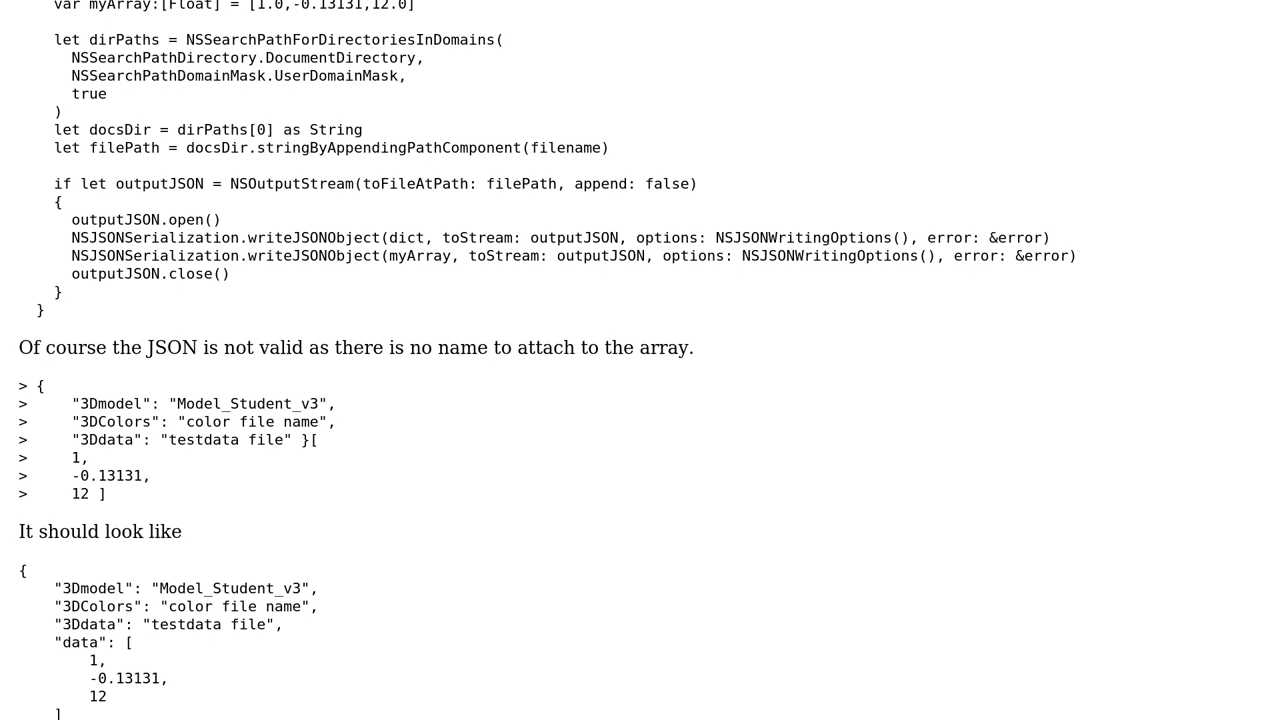 var myArray:[Float] = [1.0,-0.13131,12.0]
let dirPaths = NSSearchPathForDirectoriesInDomains(
NSSearchPathDirectory.DocumentDirectory,
NSSearchPathDomainMask.UserDomainMask,
true
)
let docsDir = dirPaths[0] as String
let filePath = docsDir.stringByAppendingPathComponent(filename)
if let outputJSON = NSOutputStream(toFileAtPath: filePath, append: false)
{
outputJSON.open()
NSJSONSerialization.writeJSONObject(dict, toStream: outputJSON, options: NSJSONWritingOptions(), error: &error)
NSJSONSerialization.writeJSONObject(myArray, toStream: outputJSON, options: NSJSONWritingOptions(), error: &error)
outputJSON.close()
}
}
Of course the JSON is not valid as there is no name to attach to the array.
> {
>     "3Dmodel": "Model_Student_v3",
>     "3DColors": "color file name",
>     "3Ddata": "testdata file" }[
>     1,
>     -0.13131,
>     12 ]
It should look like
{
"3Dmodel": "Model_Student_v3",
"3DColors": "color file name",
"3Ddata": "testdata file",
"data": [
1,
-0.13131,
12
]